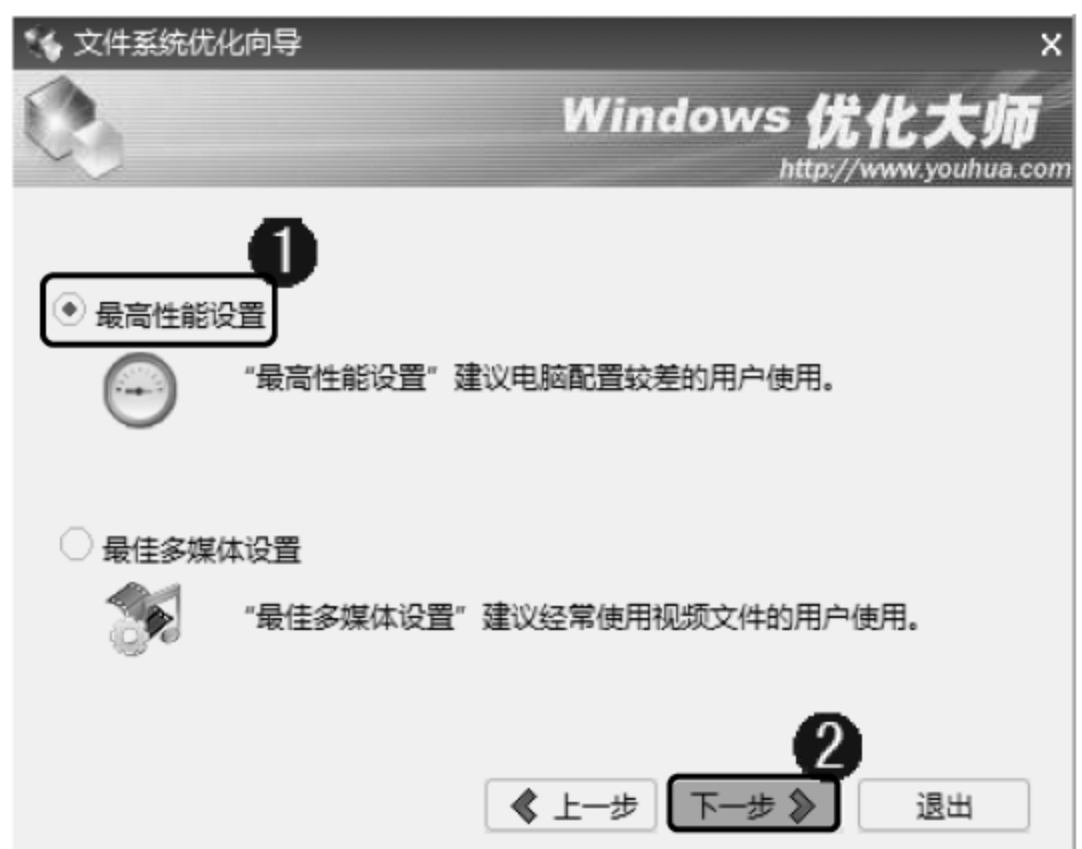 文件系统优化向导
Windows 优化大师
http://www.youhua.com
1
最高性能设置
“最高性能设置”建议电脑配置较差的用户使用。
最佳多媒体设置
“最佳多媒体设置”建议经常使用视频文件的用户使用。
2
上一步 下一步 退出